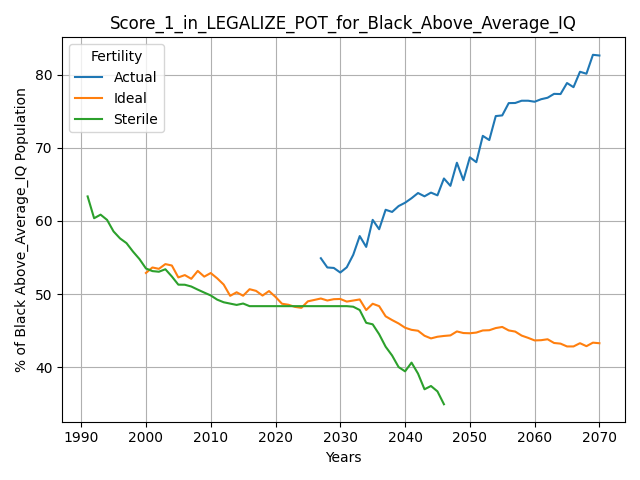 Score_1_in_LEGALIZE_POT_for_Black_Above_Average_IQ
Fertility
Actual
Ideal
Sterile
% of Black Above_Average_IQ Population
80
70
60
50
40
1990 2000 2010 2020 2030 2040 2050 2060 2070
Years